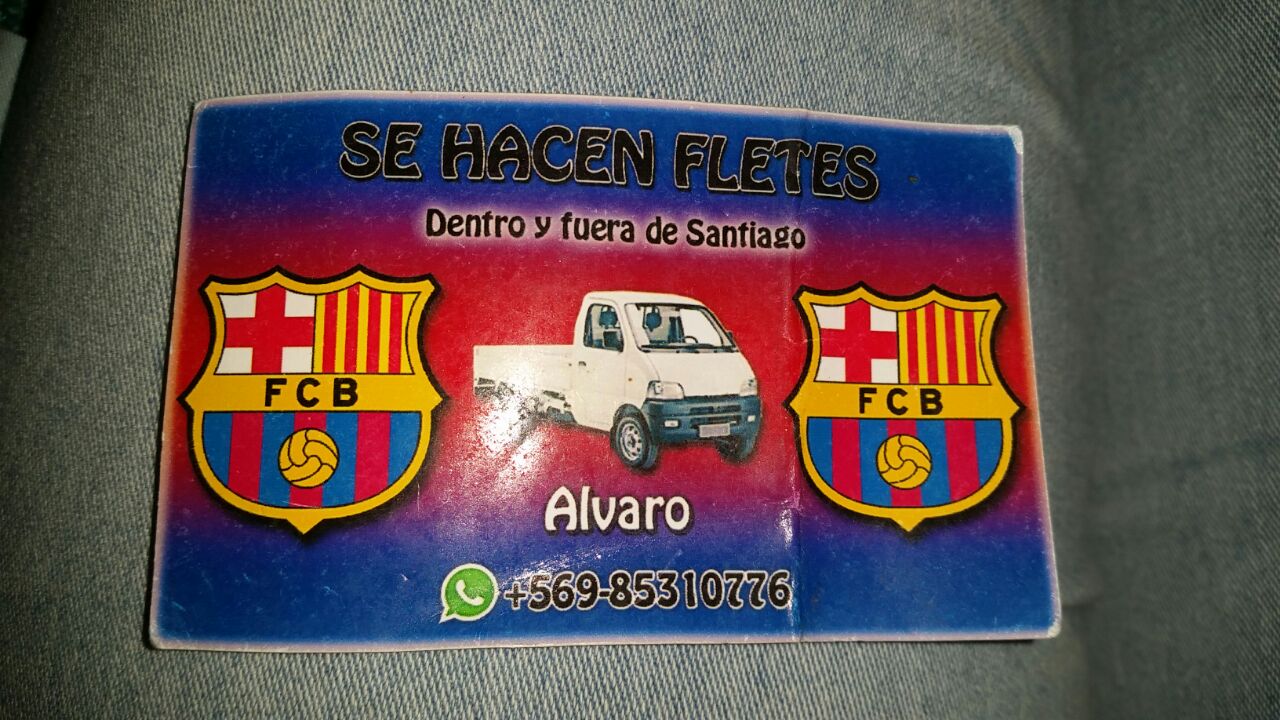 SE HACEN FLETES
Dentro y fuera de Santiago
FCB
FCB
Alvaro
+569-85310776